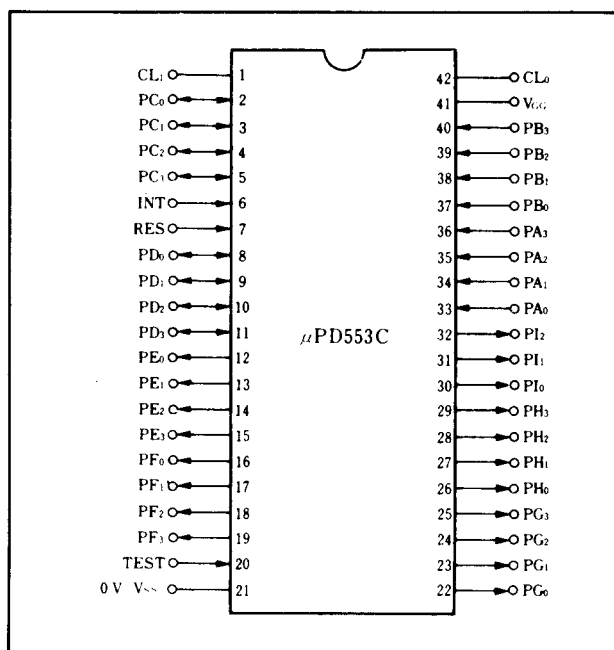 CL₁ 1 42 CL₀
PC₀ 2 41 VGG
PC₁ 3 40 PB₃
PC₂ 4 39 PB₂
PC₃ 5 38 PB₁
INT 6 37 PB₀
RES 7 36 PA₃
PD₀ 8 35 PA₂
PD₁ 9 34 PA₁
PD₂ 10 33 PA₀
PD₃ 11 μPD553C 32 PI₂
PE₀ 12 31 PI₁
PE₁ 13 30 PI₀
PE₂ 14 29 PH₃
PE₃ 15 28 PH₂
PF₀ 16 27 PH₁
PF₁ 17 26 PH₀
PF₂ 18 25 PG₃
PF₃ 19 24 PG₂
TEST 20 23 PG₁
0 V VSS 21 22 PG₀